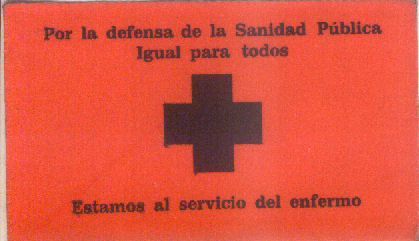 Por la defensa de la Sanidad Pública
Igual para todos
Estamos al servicio del enfermo